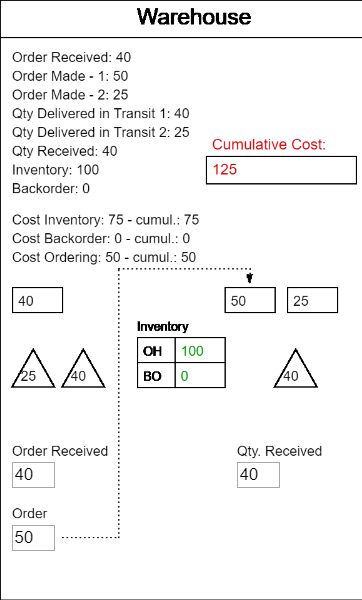 Warehouse
Order Received: 40
Order Made - 1: 50
Order Made - 2: 25
Qty Delivered in Transit 1: 40
Qty Delivered in Transit 2: 25
Qty Received: 40
Inventory: 100
Backorder: 0
Cumulative Cost:
125
Cost Inventory: 75 - cumul.: 75
Cost Backorder: 0 - cumul.: 0
Cost Ordering: 50 - cumul.: 50
40 50 25
Inventory
OH 100
BO 0
25 40 40
Order Received Qty. Received
40 40
Order
50